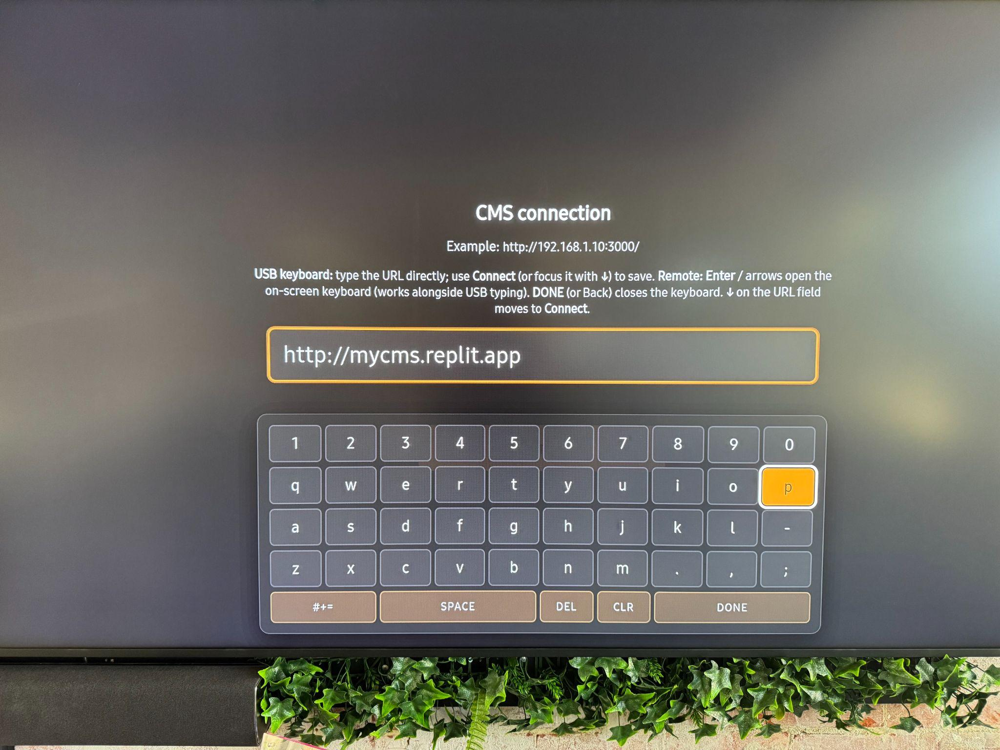 CMS connection
Example: http://192.168.1.10:3000/
USB keyboard: type the URL directly; use Connect (or focus it with ↓) to save. Remote: Enter / arrows open the
on-screen keyboard (works alongside USB typing). DONE (or Back) closes the keyboard. ↓ on the URL field
moves to Connect.
http://mycms.replit.app
1 2 3 4 5 6 7 8 9 0
q w e r t y u i o p
a s d f g h j k l -
z x c v b n m . , ;
#+= SPACE DEL CLR DONE